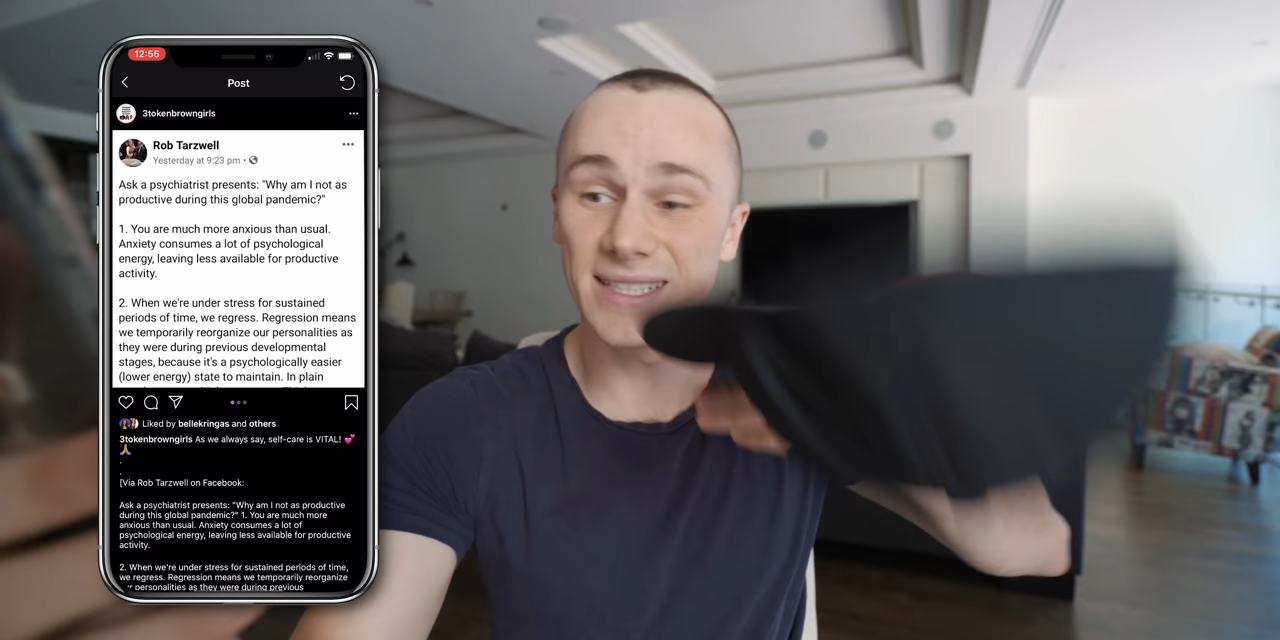 12:55
Post
3tokenbrowngirls
Rob Tarzwell
Yesterday at 9:23 pm
Ask a psychiatrist presents: "Why am I not as
productive during this global pandemic?"
1. You are much more anxious than usual.
Anxiety consumes a lot of psychological
energy, leaving less available for productive
activity.
2. When we're under stress for sustained
periods of time, we regress. Regression means
we temporarily reorganize our personalities as
they were during previous developmental
stages, because it's a psychologically easier
(lower energy) state to maintain. In plain
Liked by bellekringas and others
3tokenbrowngirls As we always say, self-care is VITAL! 💕
🙏🏾
.
.
[Via Rob Tarzwell on Facebook:
Ask a psychiatrist presents: "Why am I not as productive
during this global pandemic?" 1. You are much more
anxious than usual. Anxiety consumes a lot of
psychological energy, leaving less available for productive
activity.
2. When we're under stress for sustained periods of time,
we regress. Regression means we temporarily reorganize
our personalities as they were during previous